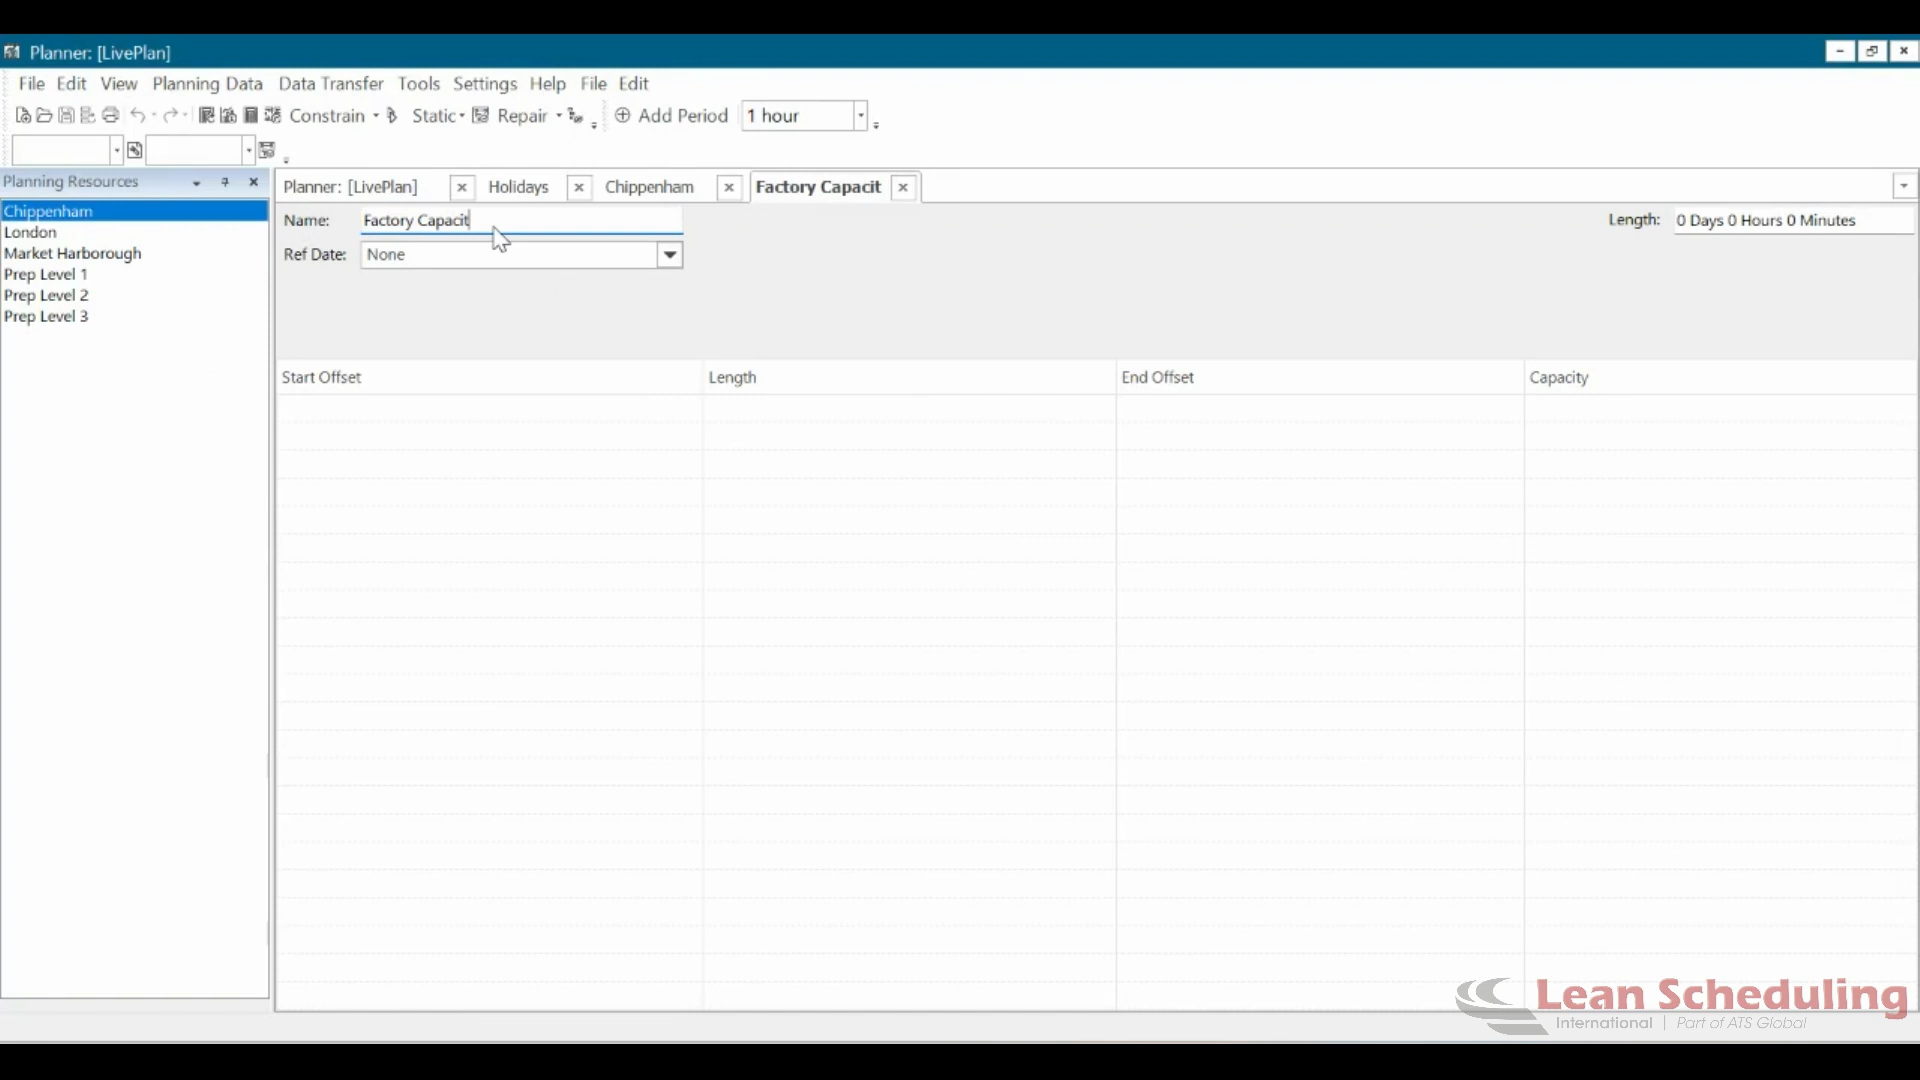 Planner: [LivePlan]
File Edit View Planning Data Data Transfer Tools Settings Help File Edit
Constrain Static Repair Add Period 1 hour
Planning Resources
Chippenham
London
Market Harborough
Prep Level 1
Prep Level 2
Prep Level 3
Planner: [LivePlan] Holidays Chippenham Factory Capacit
Name: Factory Capacit
Length: 0 Days 0 Hours 0 Minutes
Ref Date: None
Start Offset Length End Offset Capacity
Lean Scheduling
International | Part of ATS Global